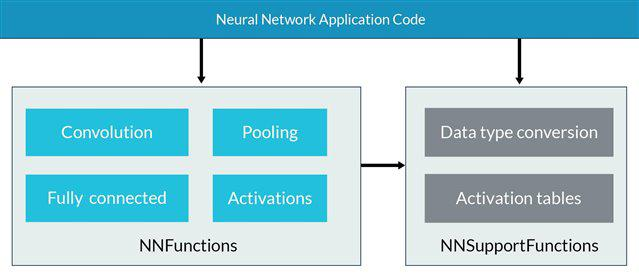 Neural Network Application Code
Convolution
Pooling
Data type conversion
Fully connected
Activations
Activation tables
NNFunctions
NNSupportFunctions